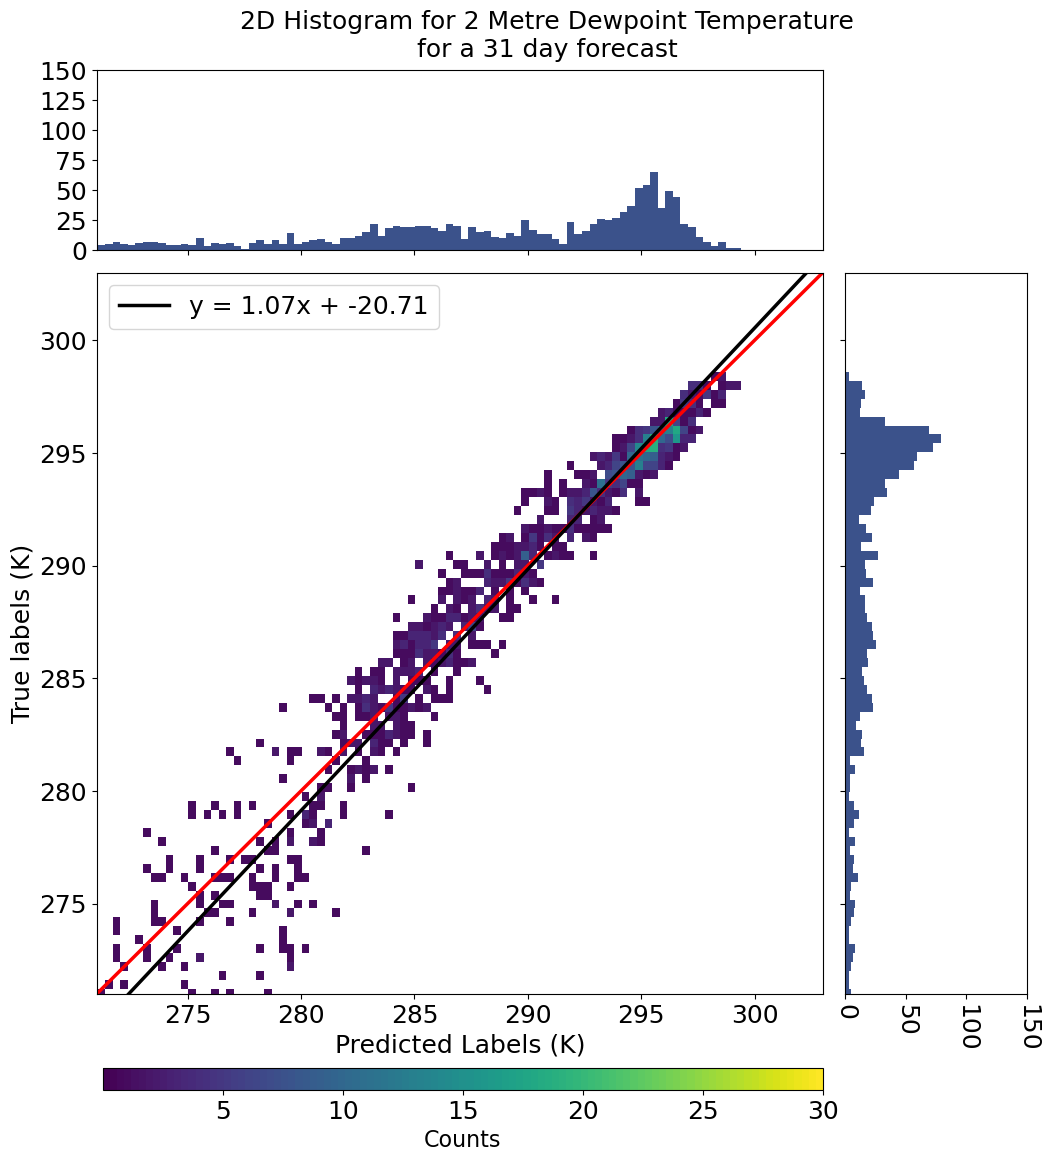 2D Histogram for 2 Metre Dewpoint Temperature
for a 31 day forecast
150
125
100
75
50
25
0
y = 1.07x + -20.71
True labels (K)
300
295
290
285
280
275
275 280 285 290 295 300
Predicted Labels (K)
0 50 100 150
5 10 15 20 25 30
Counts